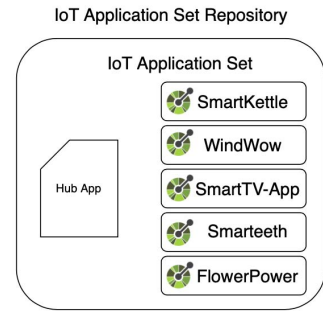 IoT Application Set Repository
IoT Application Set
Hub App
SmartKettle
WindWow
SmartTV-App
Smarteeth
FlowerPower